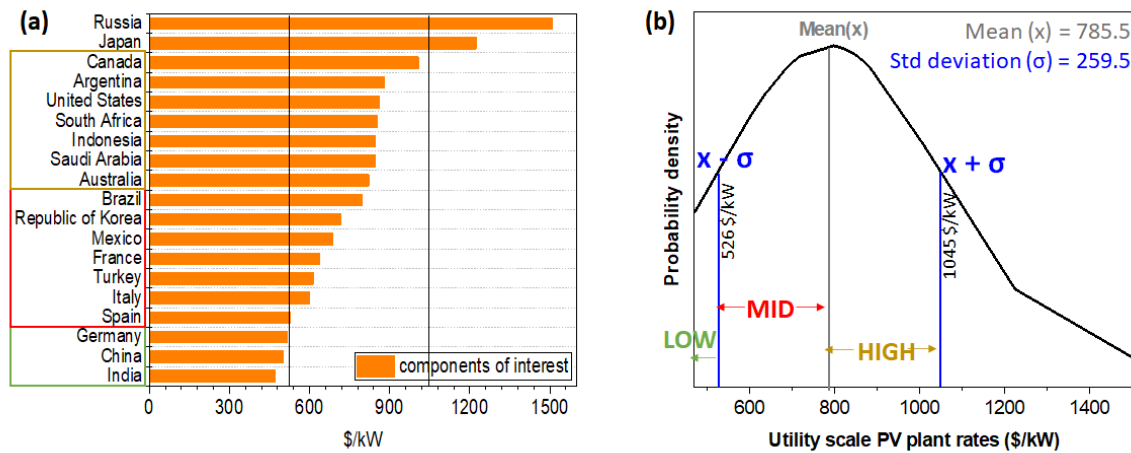 (a)
Russia
Japan
Canada
Argentina
United States
South Africa
Indonesia
Saudi Arabia
Australia
Brazil
Republic of Korea
Mexico
France
Turkey
Italy
Spain
Germany
China
India
components of interest
0 300 600 900 1200 1500
$/kW
(b)
Mean(x)
Mean (x) = 785.5
Std deviation (σ) = 259.5
Probability density
x - σ
x + σ
526 $/kW
1045 $/kW
MID
LOW
HIGH
600 800 1000 1200 1400
Utility scale PV plant rates ($/kW)